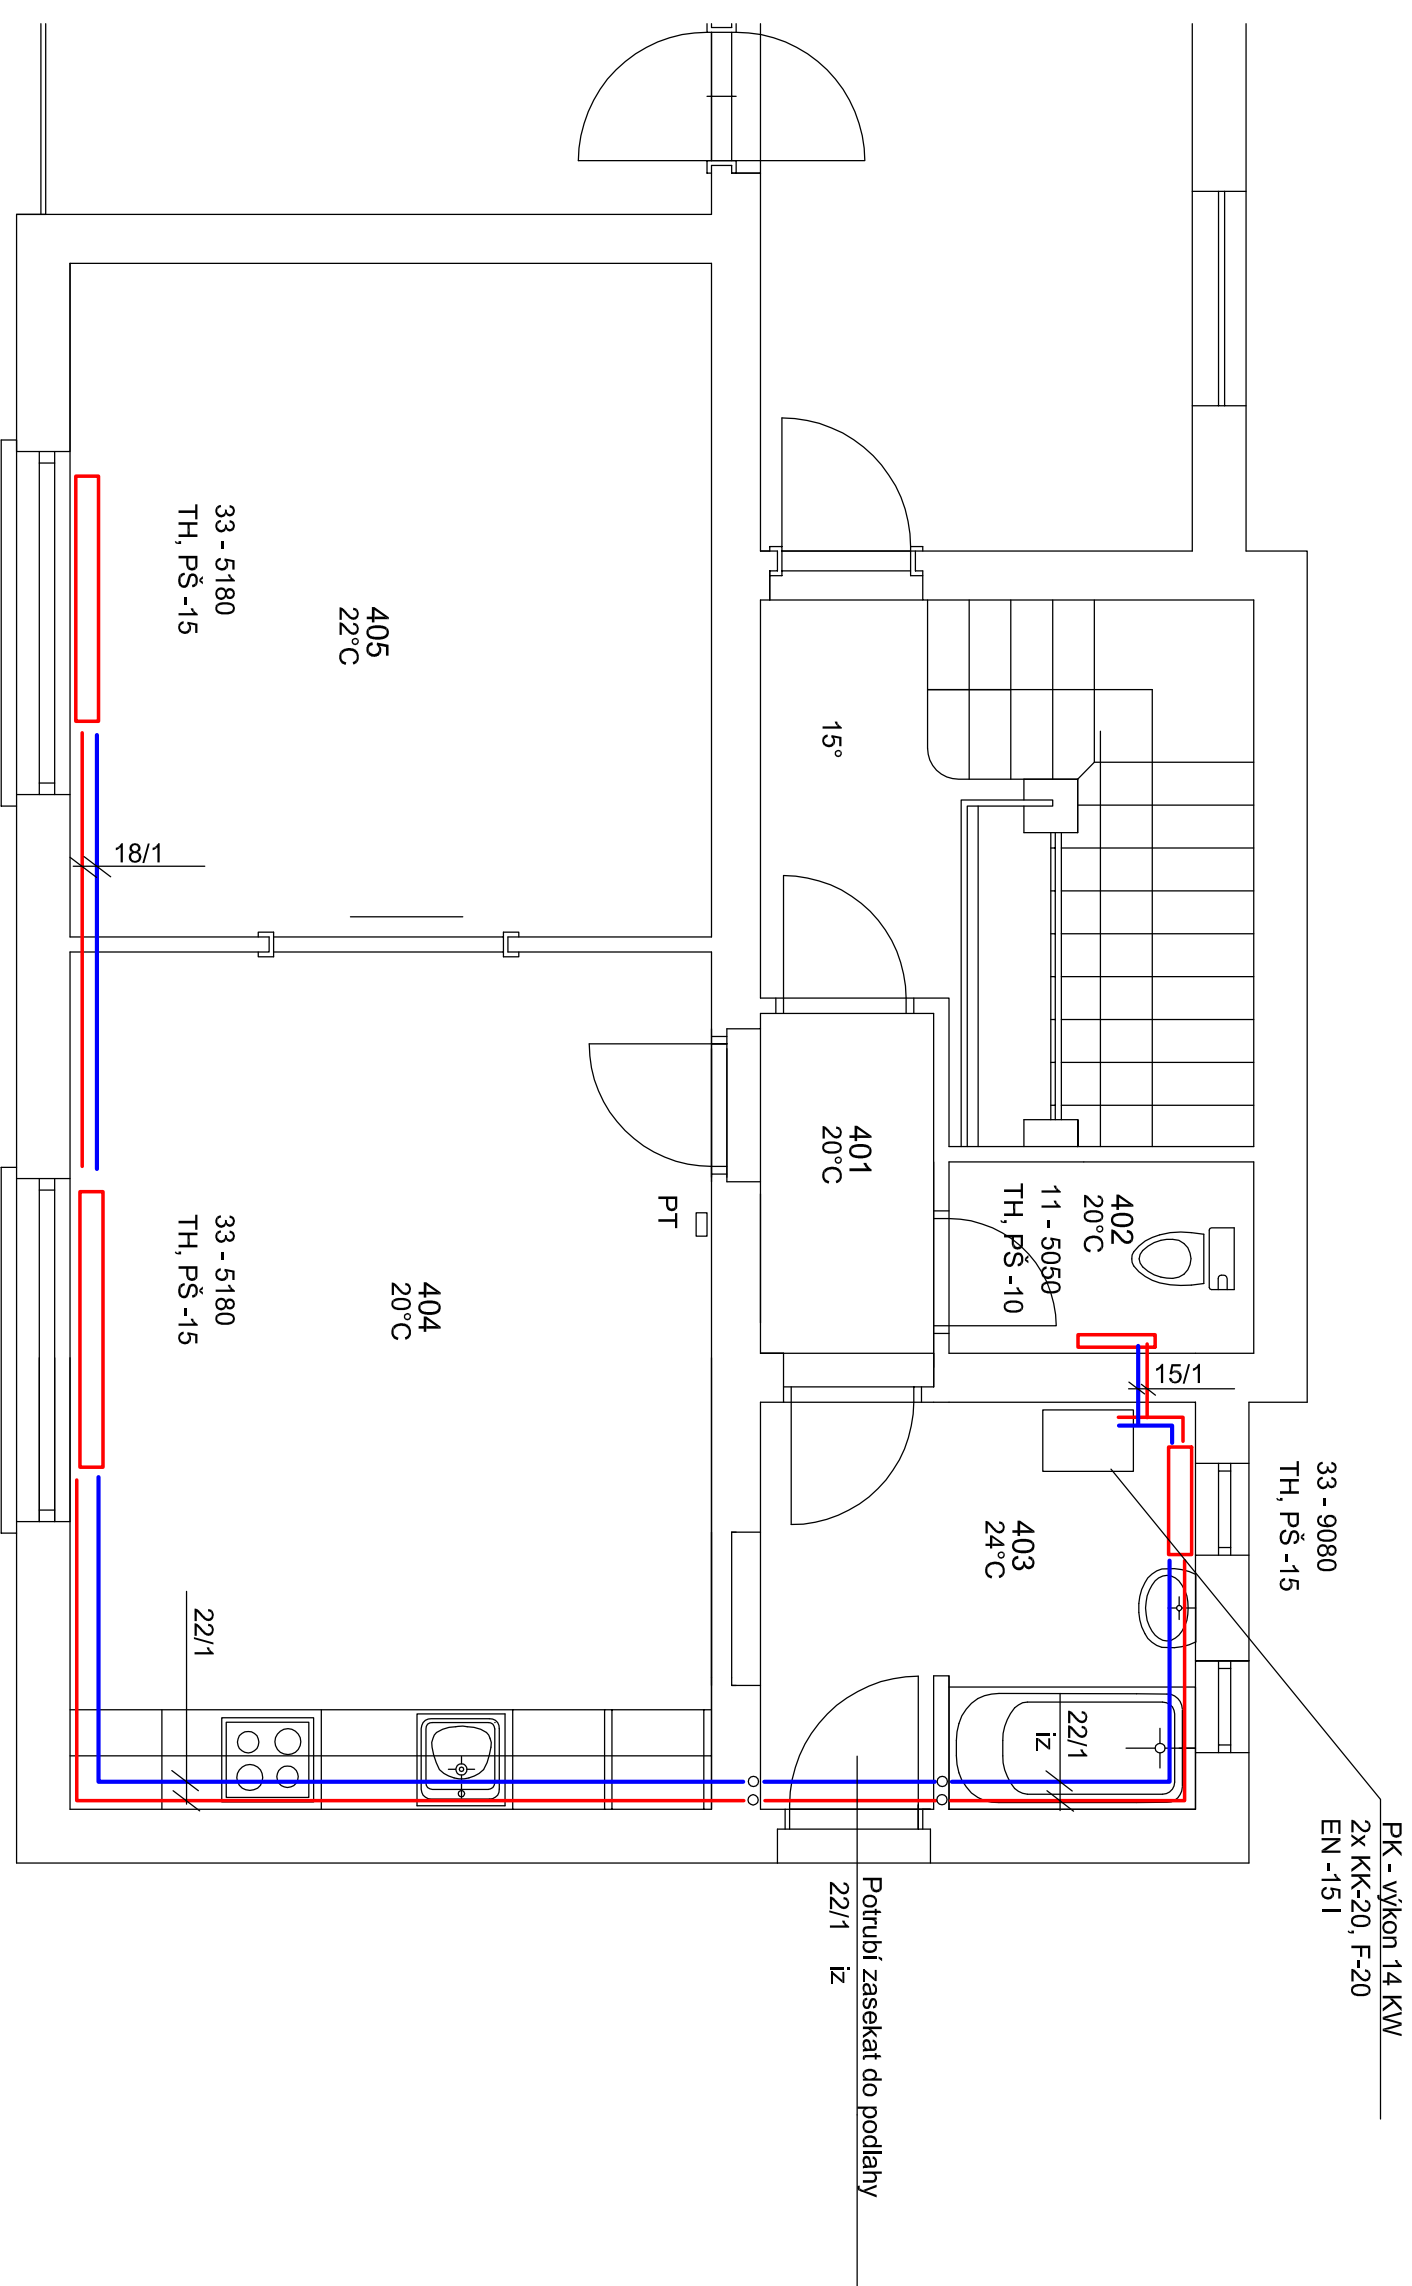 PK - výkon 14 KW
2x KK-20, F-20
EN -15 l
33 - 9080
TH, PŠ -15
15/1
402
20°C
11 - 5050
TH, PŠ -10
403
24°C
22/1
iz
15°
401
20°C
Potrubí zasekat do podlahy
22/1 iz
PT
405
22°C
404
20°C
33 - 5180
TH, PŠ -15
33 - 5180
TH, PŠ -15
18/1
22/1